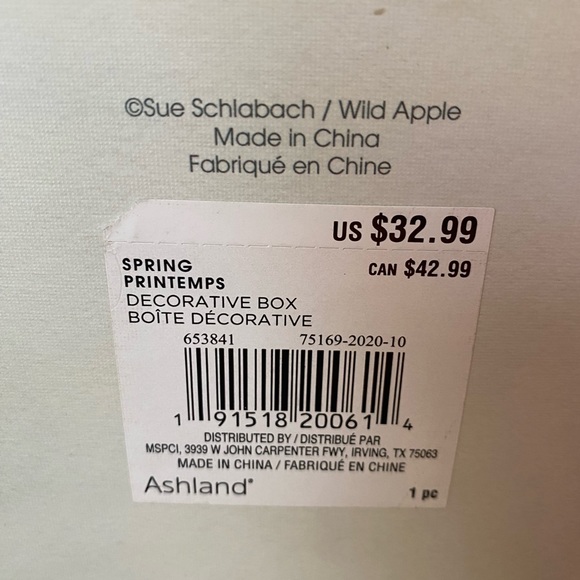 ©Sue Schlabach / Wild Apple
Made in China
Fabriqué en Chine
US $32.99
CAN $42.99
SPRING
PRINTEMPS
DECORATIVE BOX
BOÎTE DÉCORATIVE
653841 75169-2020-10
1 91518 20061 4
DISTRIBUTED BY / DISTRIBUÉ PAR
MSPCI, 3939 W JOHN CARPENTER FWY, IRVING, TX 75063
MADE IN CHINA / FABRIQUÉ EN CHINE
Ashland® 1 pc